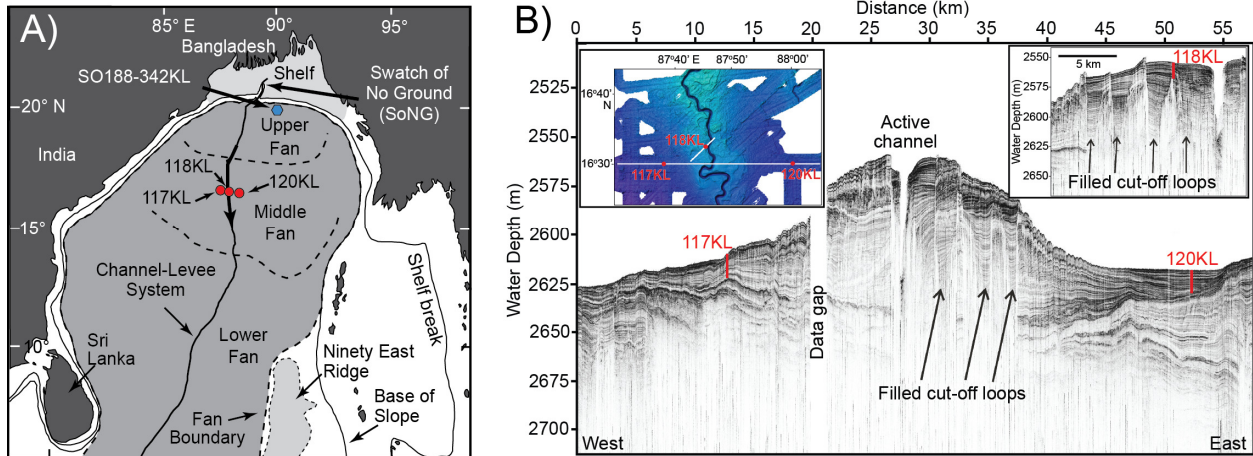 A)
85° E
90°
Bangladesh
SO188-342KL
Shelf
Swatch of
No Ground
(SoNG)
20° N
Upper
Fan
India
118KL
120KL
117KL
Middle
Fan
15°
Channel-Levee
System
Shelf break
Lower
Fan
10°
Sri
Lanka
Ninety East
Ridge
Base of
Slope
Fan
Boundary
B)
Distance (km)
0 5 10 15 20 25 30 35 40 45 50 55
Water Depth (m)
2525
2550
2575
2600
2625
2650
2675
2700
87°40' E 87°50' 88°00'
16°40'
N
16°30'
118KL
117KL
120KL
Active
channel
5 km
118KL
Water Depth (m)
2550
2575
2600
2625
2650
Filled cut-off loops
117KL
120KL
Data gap
Filled cut-off loops
West
East